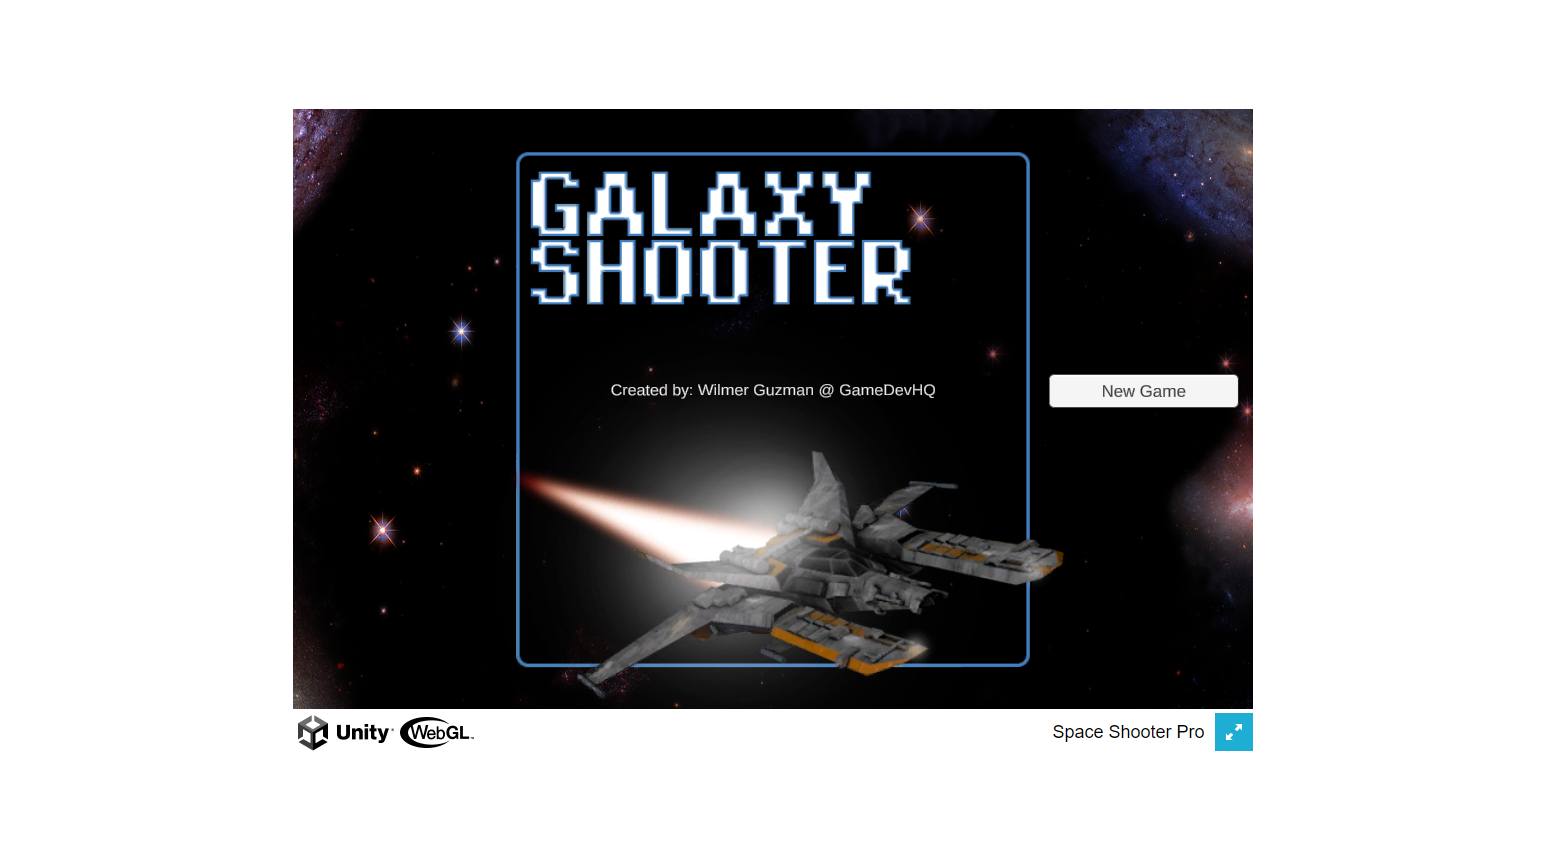 GALAXY
SHOOTER
Created by: Wilmer Guzman @ GameDevHQ
New Game
Unity WebGL
Space Shooter Pro